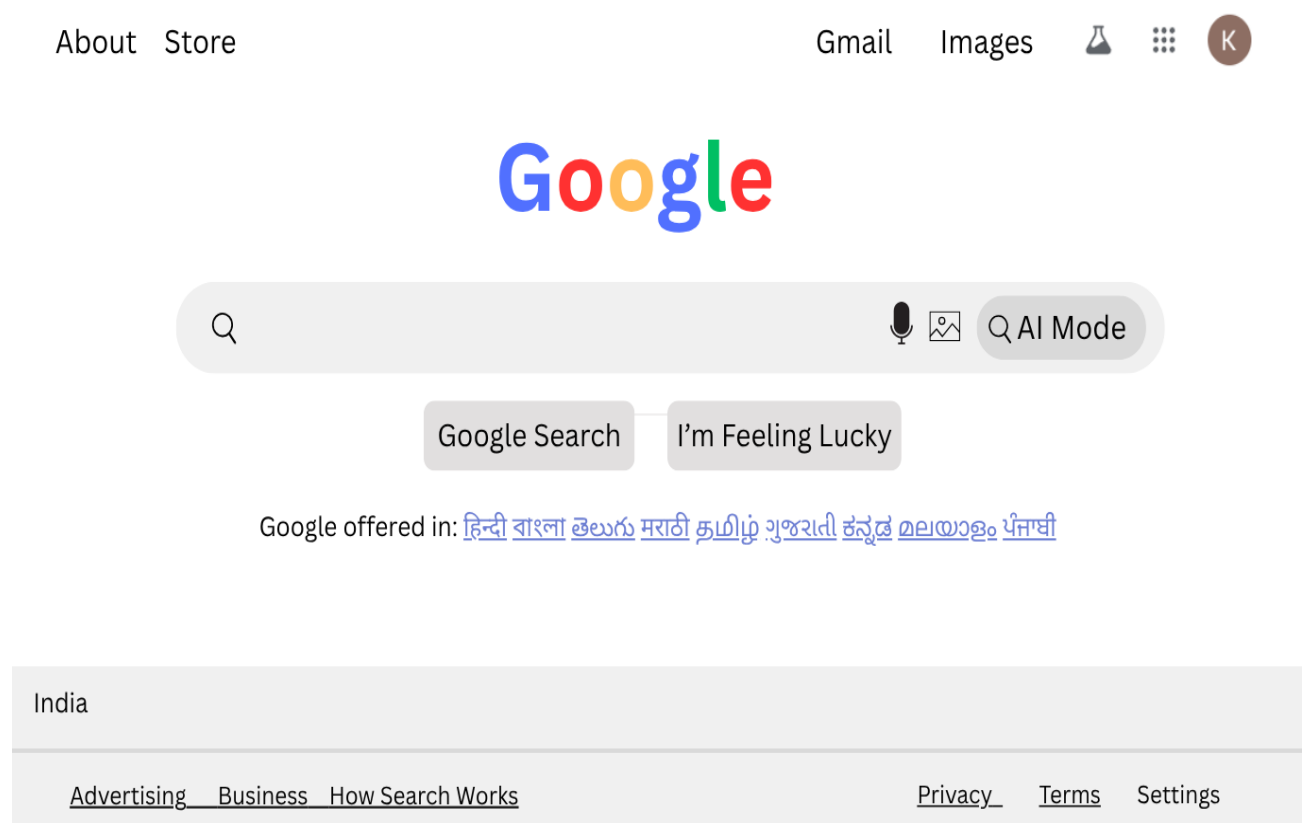 About Store Gmail Images K
Google
AI Mode
Google Search I’m Feeling Lucky
Google offered in: हिन्दी বাংলা తెలుగు मराठी தமிழ் ગુજરાતી ಕನ್ನಡ മലയാളം ਪੰਜਾਬੀ
India
Advertising Business How Search Works Privacy Terms Settings